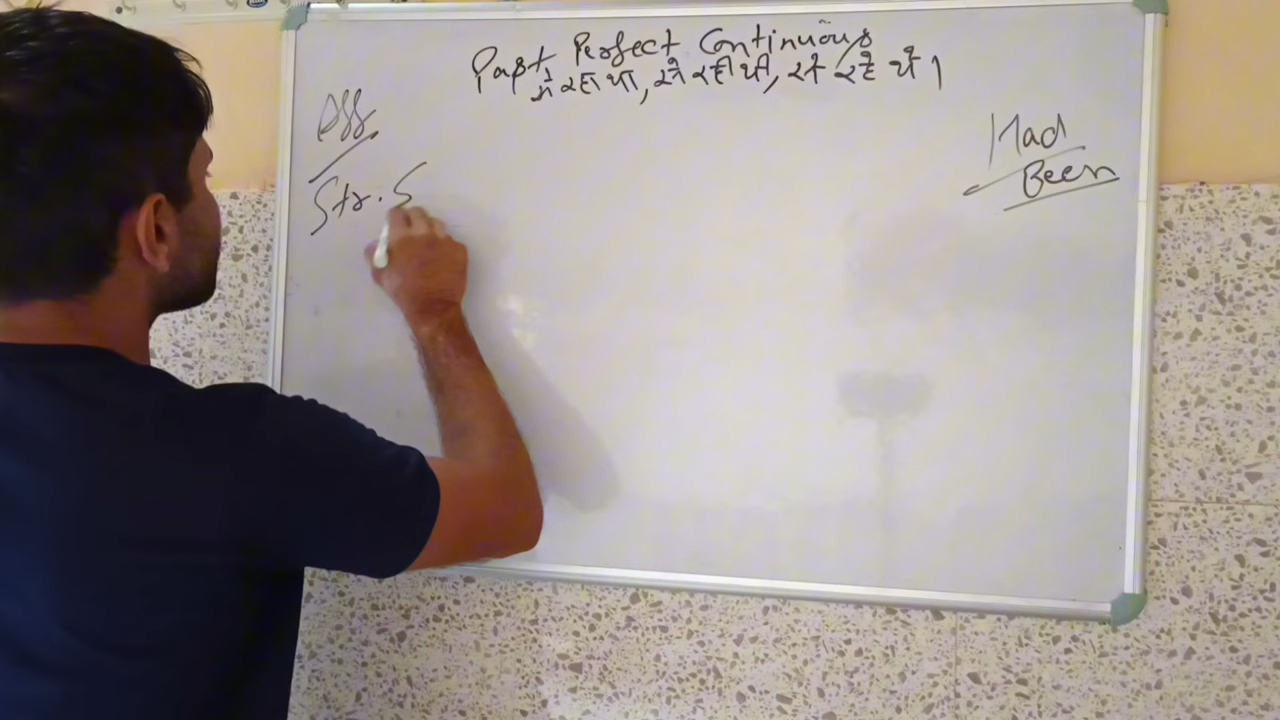 Past Perfect Continuous
से रहा था, से रही थी, से रहे थे।
Aff
Had
Been
Str. S